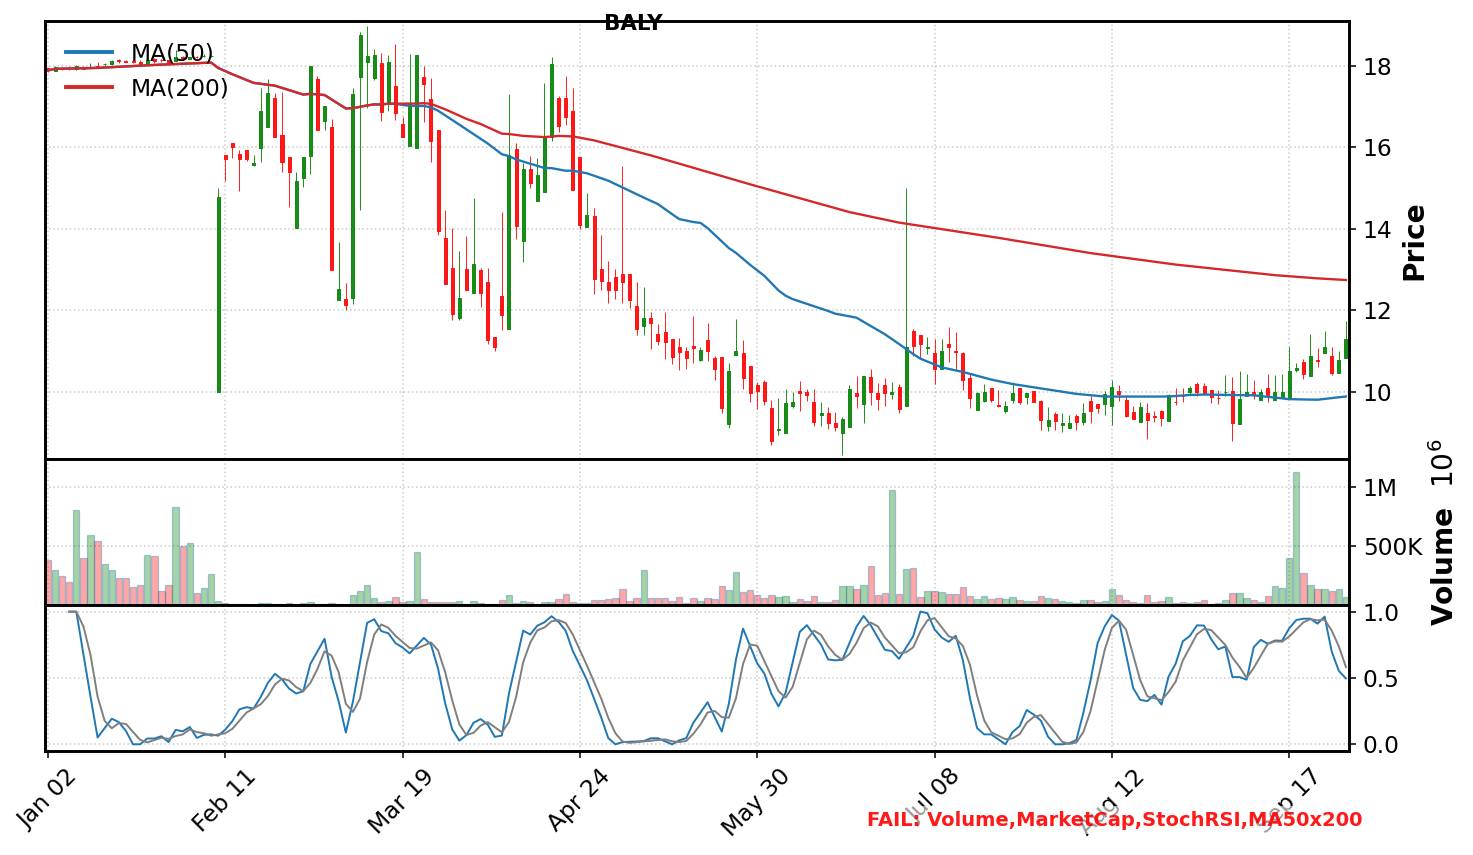 BALY
MA(50)
MA(200)
18
16
14
12
10
Price
1M
500K
Volume 10^6
1.0
0.5
0.0
Jan 02
Feb 11
Mar 19
Apr 24
May 30
Jul 08
Aug 12
Sep 17
FAIL: Volume,MarketCap,StochRSI,MA50x200